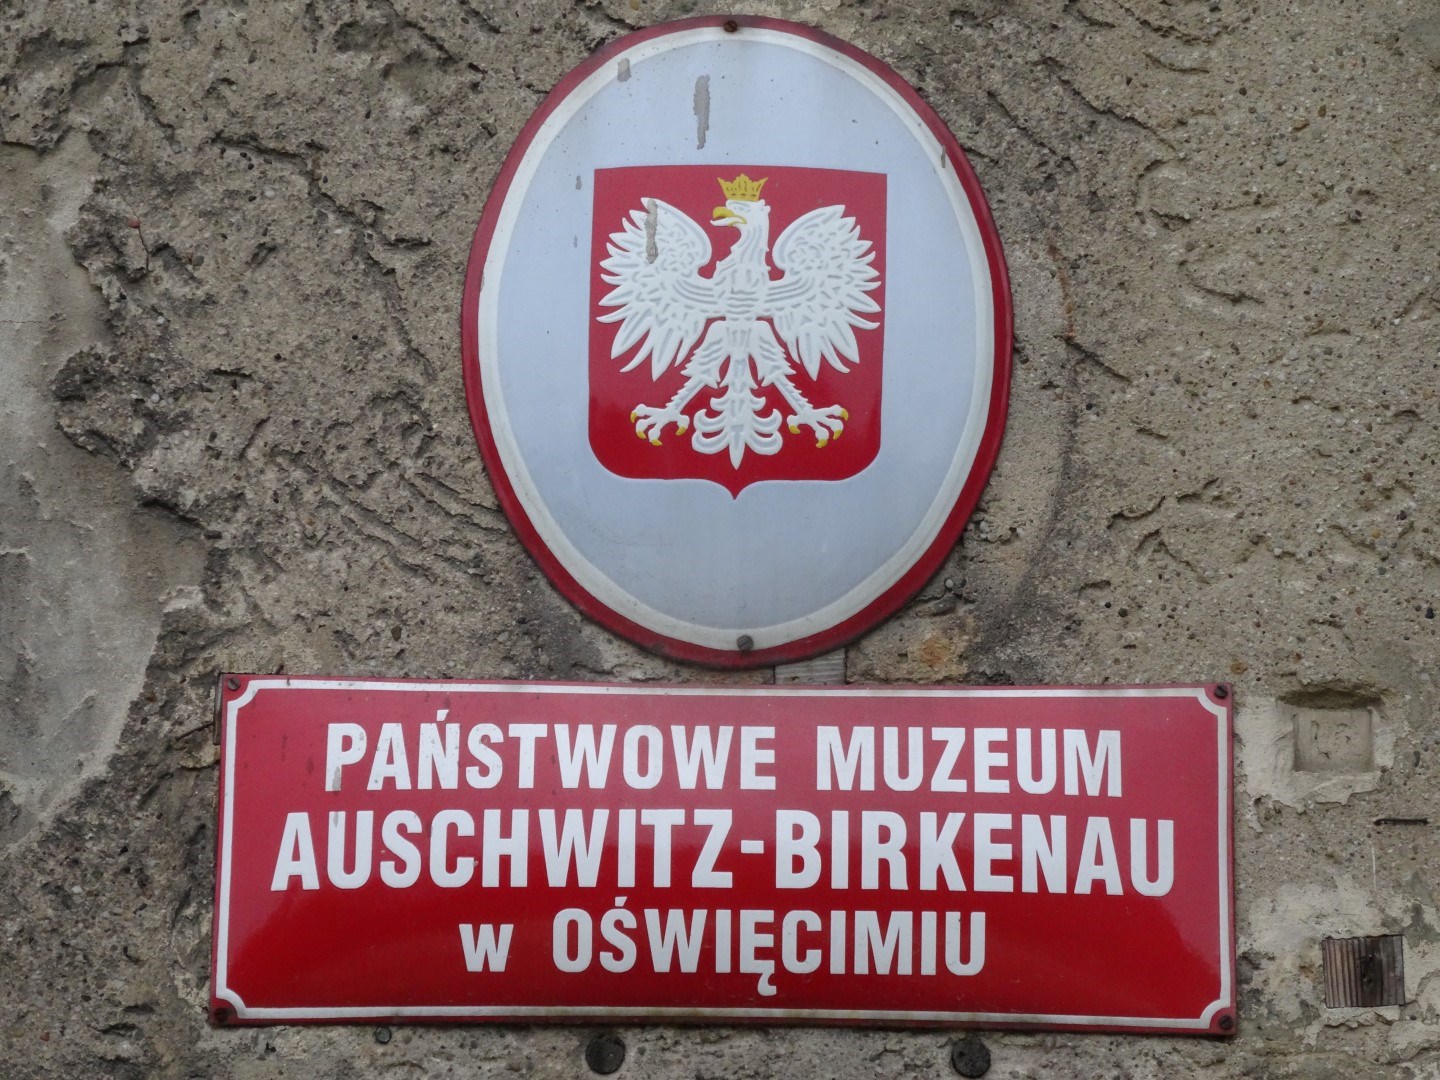 PAŃSTWOWE MUZEUM
AUSCHWITZ-BIRKENAU
w OŚWIĘCIMIU